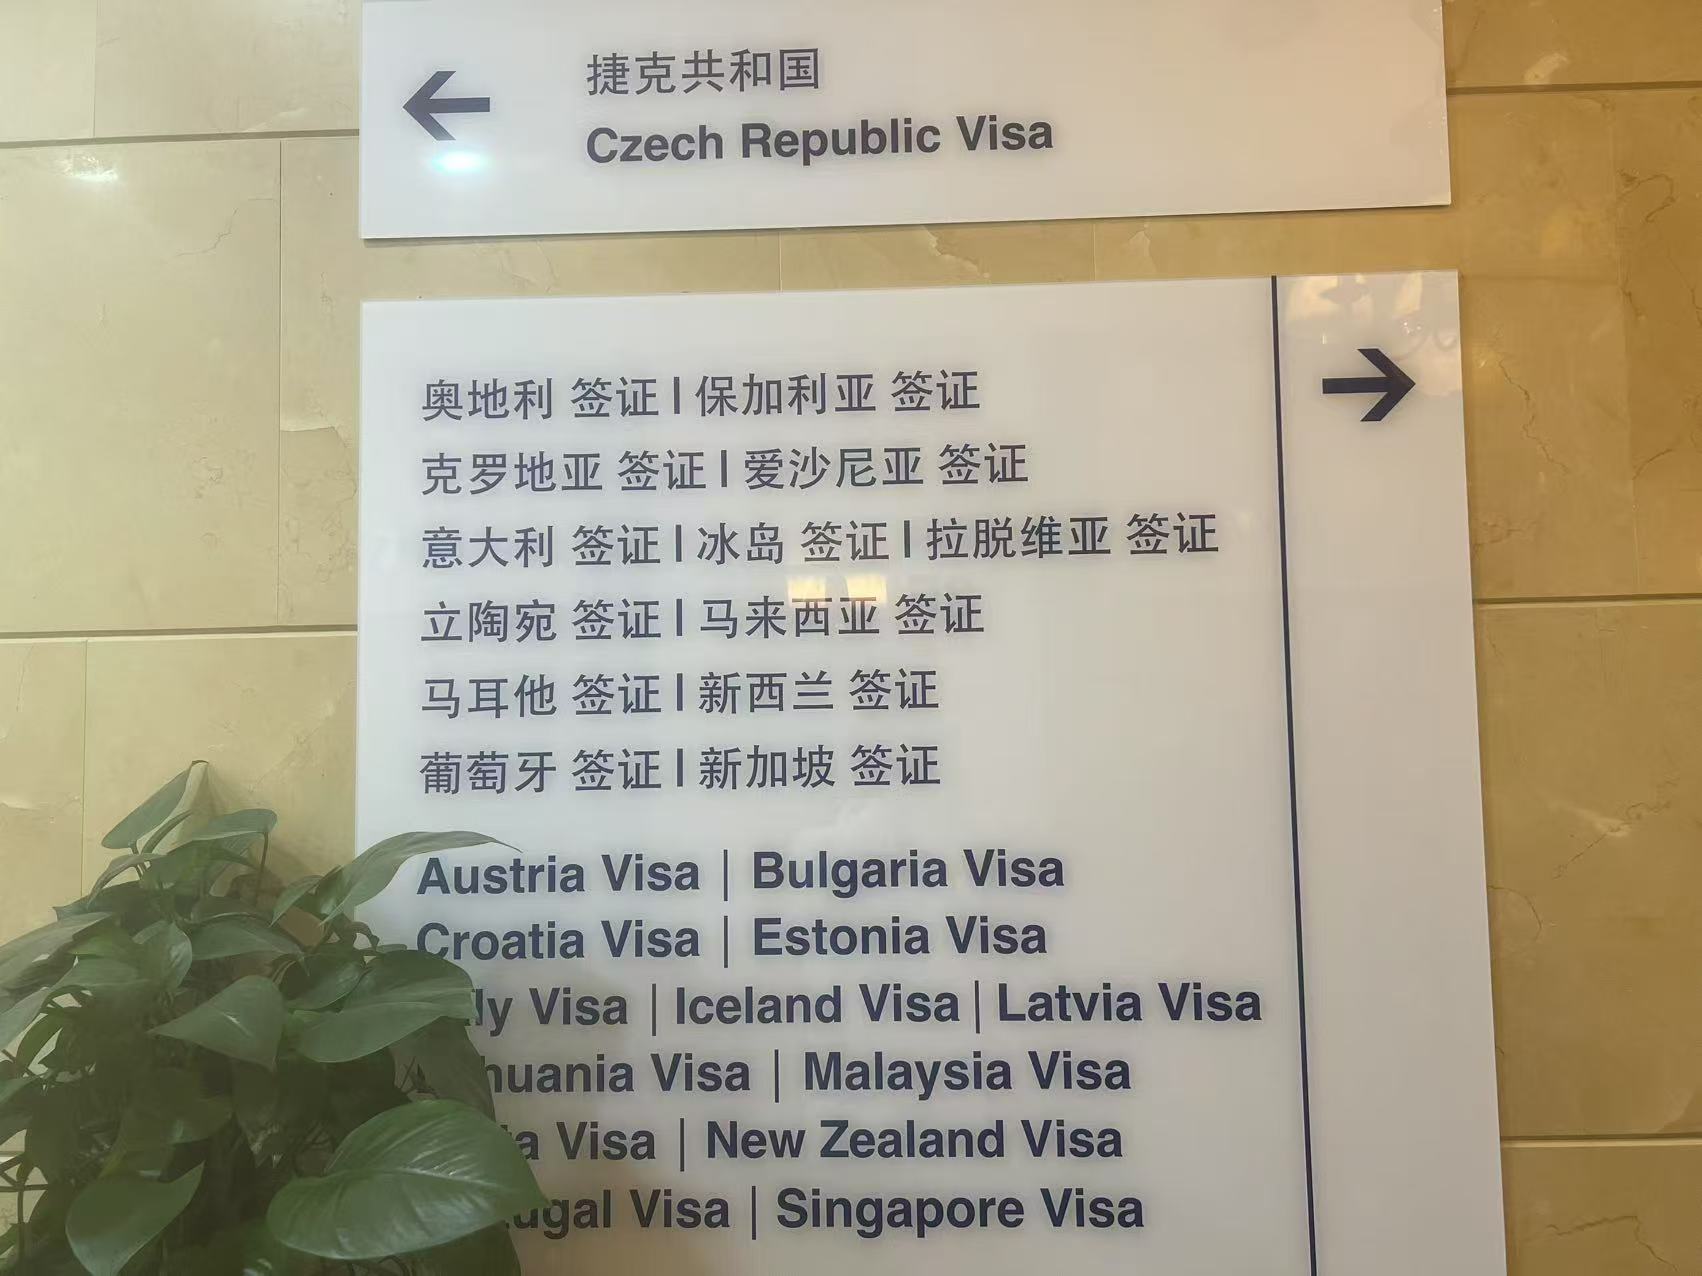 捷克共和国
Czech Republic Visa
奥地利 签证 | 保加利亚 签证
克罗地亚 签证 | 爱沙尼亚 签证
意大利 签证 | 冰岛 签证 | 拉脱维亚 签证
立陶宛 签证 | 马来西亚 签证
马耳他 签证 | 新西兰 签证
葡萄牙 签证 | 新加坡 签证
Austria Visa | Bulgaria Visa
Croatia Visa | Estonia Visa
Visa | Iceland Visa | Latvia Visa
Visa | Malaysia Visa
Visa | New Zealand Visa
Visa | Singapore Visa